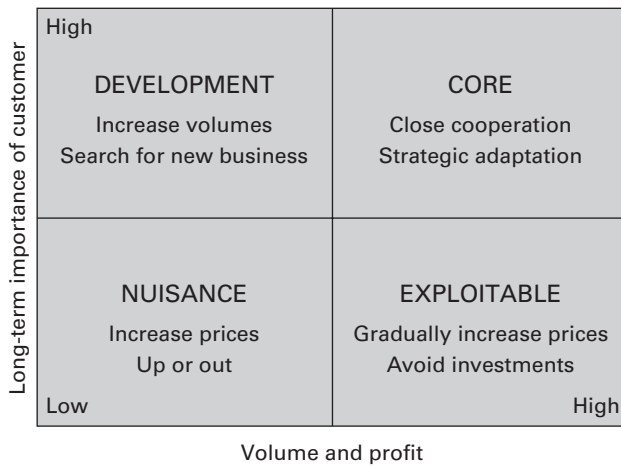 Long-term importance of customer
High
DEVELOPMENT
Increase volumes
Search for new business
CORE
Close cooperation
Strategic adaptation
NUISANCE
Increase prices
Up or out
EXPLOITABLE
Gradually increase prices
Avoid investments
Low
High
Volume and profit